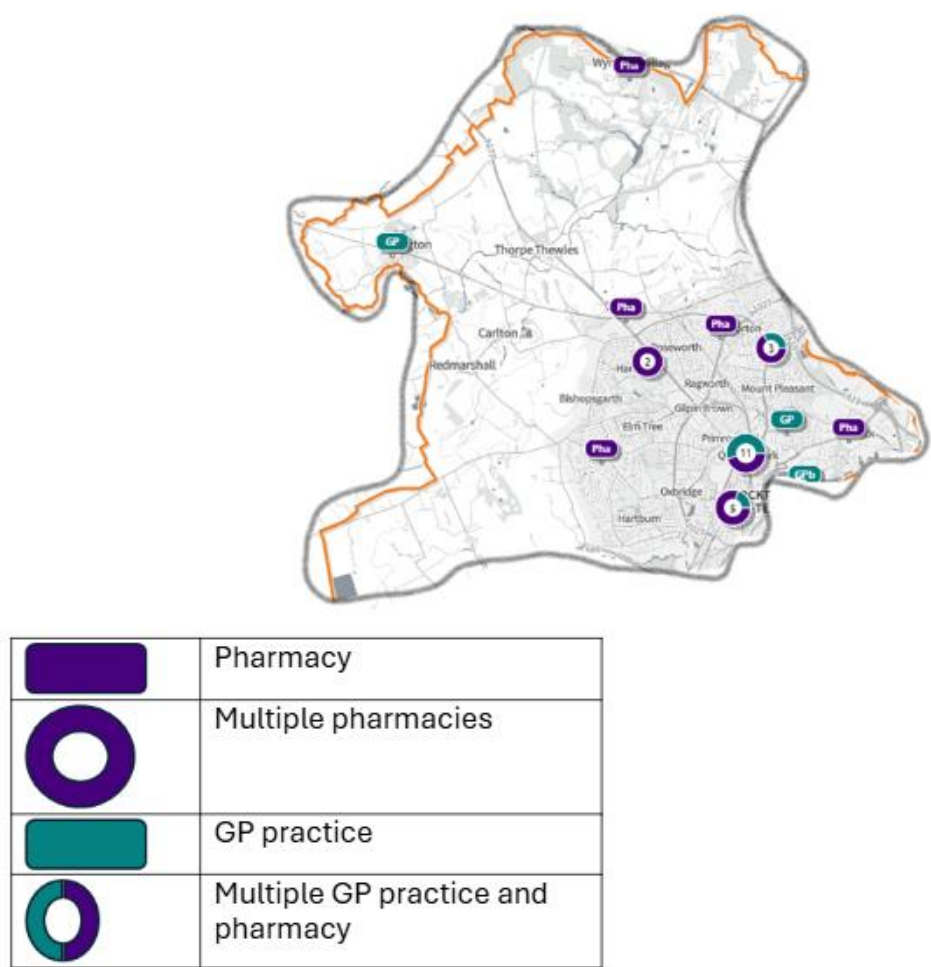 Pha
GP
Thorpe Thewles
Pha
Pha
Carlton
3
2
Redmarshall
Ragworth
Mount Pleasant
Bishopsgarth
Gilpin Brown
GP
Elm Tree
Pha
Pha
11
GPb
Oxbridge
Hartburn
Pharmacy
Multiple pharmacies
GP practice
Multiple GP practice and
pharmacy